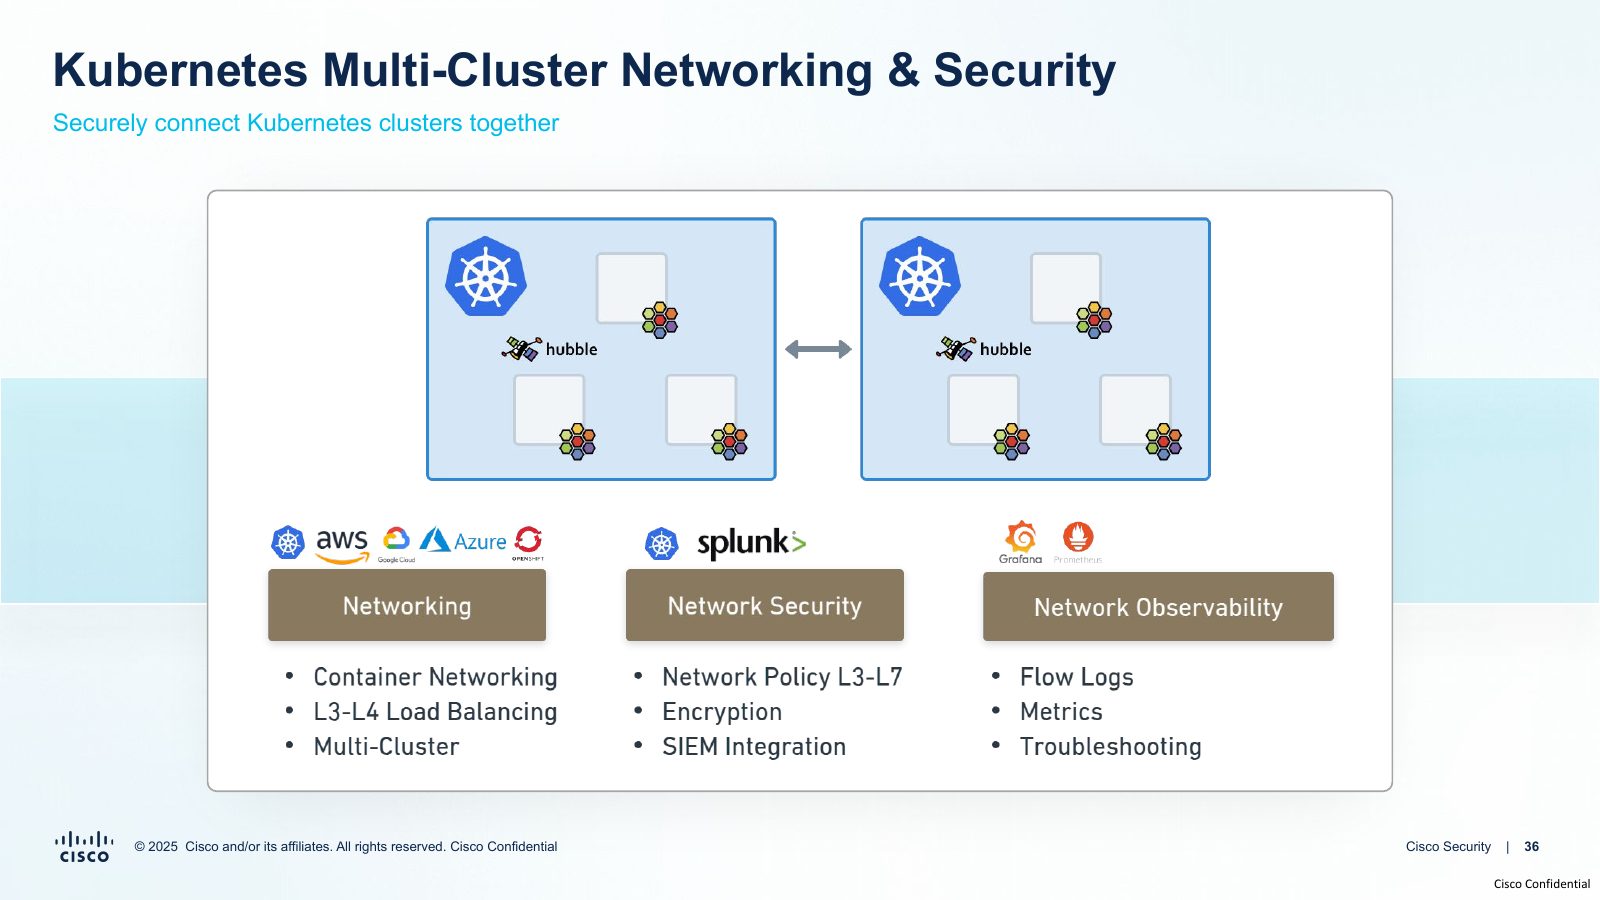 Kubernetes Multi-Cluster Networking & Security
Securely connect Kubernetes clusters together
hubble
hubble
aws
Google Cloud
Azure
OPENSHIFT
splunk>
Grafana
Prometheus
Networking
Network Security
Network Observability
• Container Networking
• L3-L4 Load Balancing
• Multi-Cluster
• Network Policy L3-L7
• Encryption
• SIEM Integration
• Flow Logs
• Metrics
• Troubleshooting
CISCO
© 2025 Cisco and/or its affiliates. All rights reserved. Cisco Confidential
Cisco Security | 36
Cisco Confidential